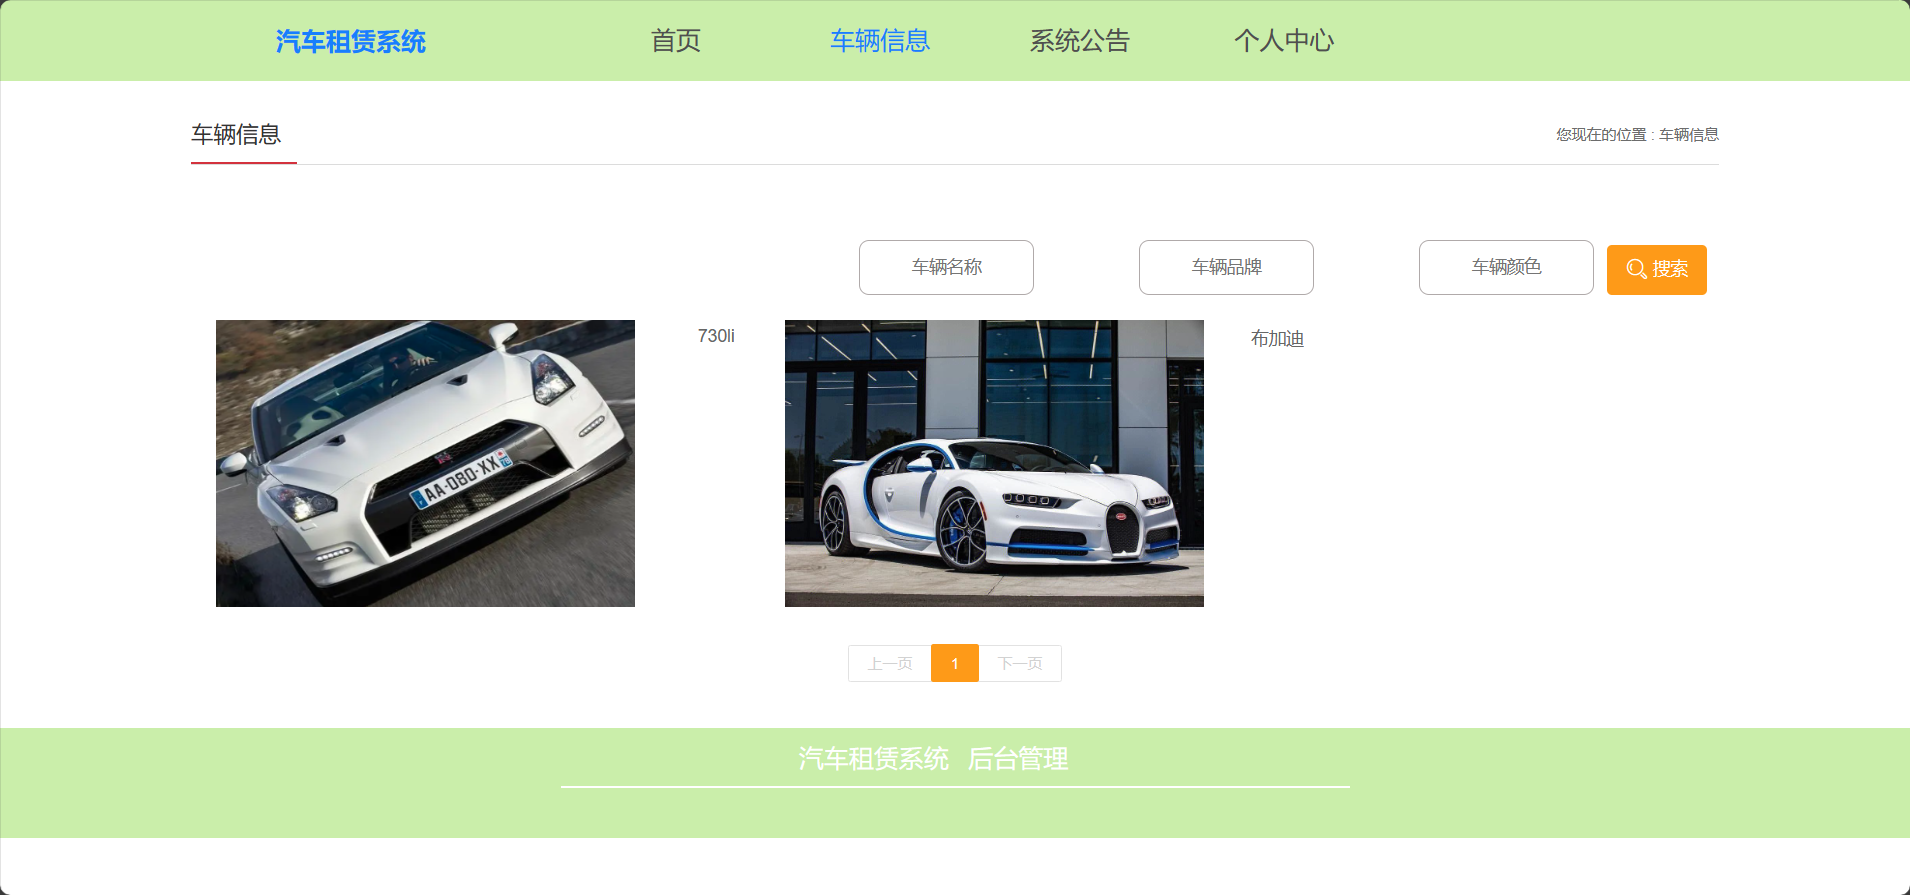 汽车租赁系统 首页 车辆信息 系统公告 个人中心
车辆信息 您现在的位置 : 车辆信息
车辆名称 车辆品牌 车辆颜色 搜索
730li 布加迪
AA-080-XX
上一页 1 下一页
汽车租赁系统 后台管理